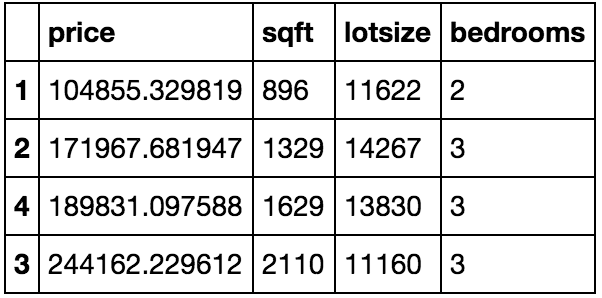 price sqft lotsize bedrooms
1 104855.329819 896 11622 2
2 171967.681947 1329 14267 3
4 189831.097588 1629 13830 3
3 244162.229612 2110 11160 3